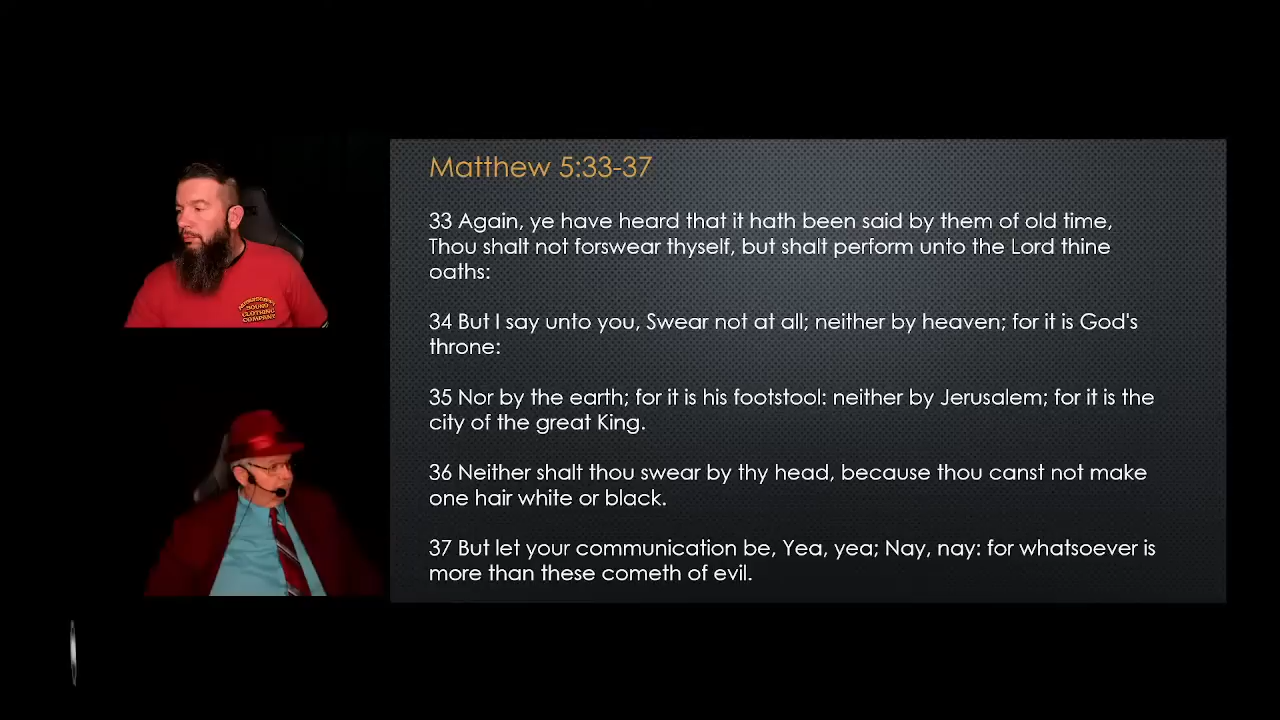 Matthew 5:33-37
33 Again, ye have heard that it hath been said by them of old time,
Thou shalt not forswear thyself, but shalt perform unto the Lord thine
oaths:
34 But I say unto you, Swear not at all; neither by heaven; for it is God's
throne:
35 Nor by the earth; for it is his footstool: neither by Jerusalem; for it is the
city of the great King.
36 Neither shalt thou swear by thy head, because thou canst not make
one hair white or black.
37 But let your communication be, Yea, yea; Nay, nay: for whatsoever is
more than these cometh of evil.
BOUND
CLOTHING
COMPANY